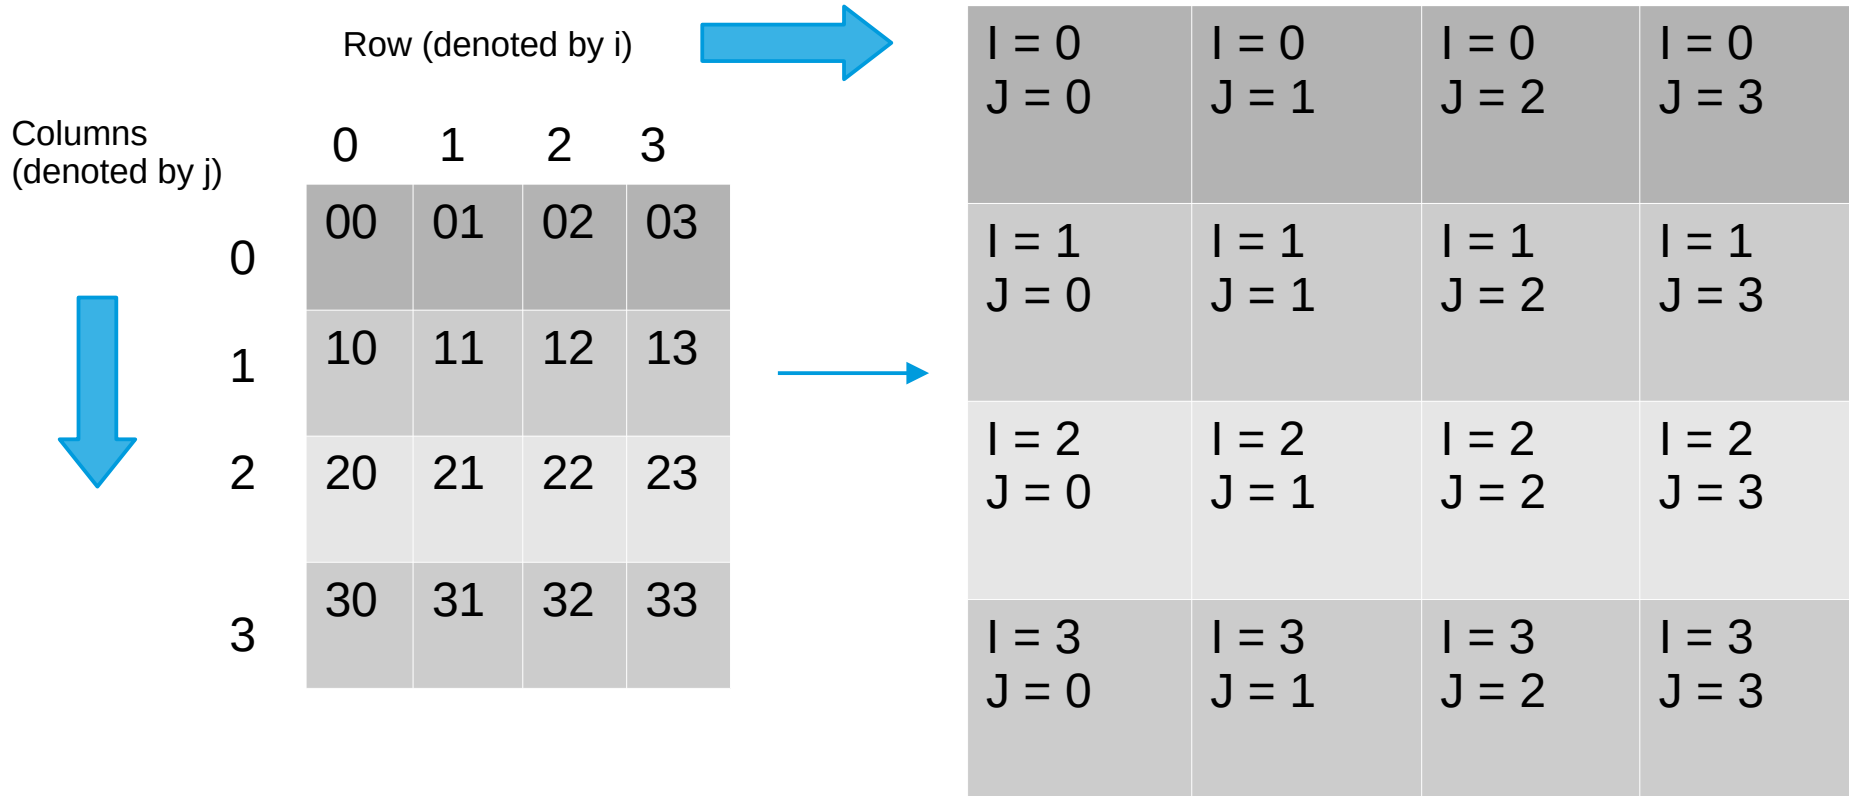 Row (denoted by i)
Columns
(denoted by j)
0 1 2 3
0
00 01 02 03
1
10 11 12 13
2
20 21 22 23
3
30 31 32 33
I = 0 I = 0 I = 0 I = 0
J = 0 J = 1 J = 2 J = 3
I = 1 I = 1 I = 1 I = 1
J = 0 J = 1 J = 2 J = 3
I = 2 I = 2 I = 2 I = 2
J = 0 J = 1 J = 2 J = 3
I = 3 I = 3 I = 3 I = 3
J = 0 J = 1 J = 2 J = 3